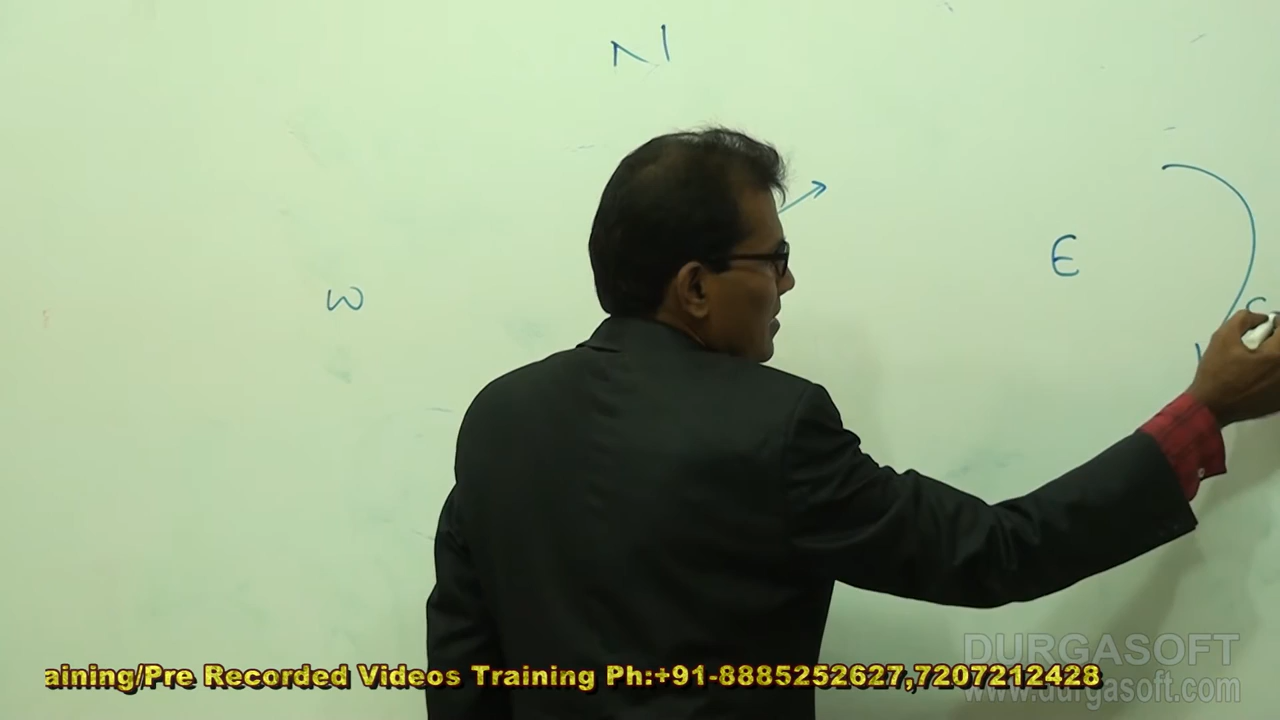 N
E
W
aining/Pre Recorded Videos Training Ph:+91-8885252627,7207212428
DURGASOFT
www.durgasoft.com